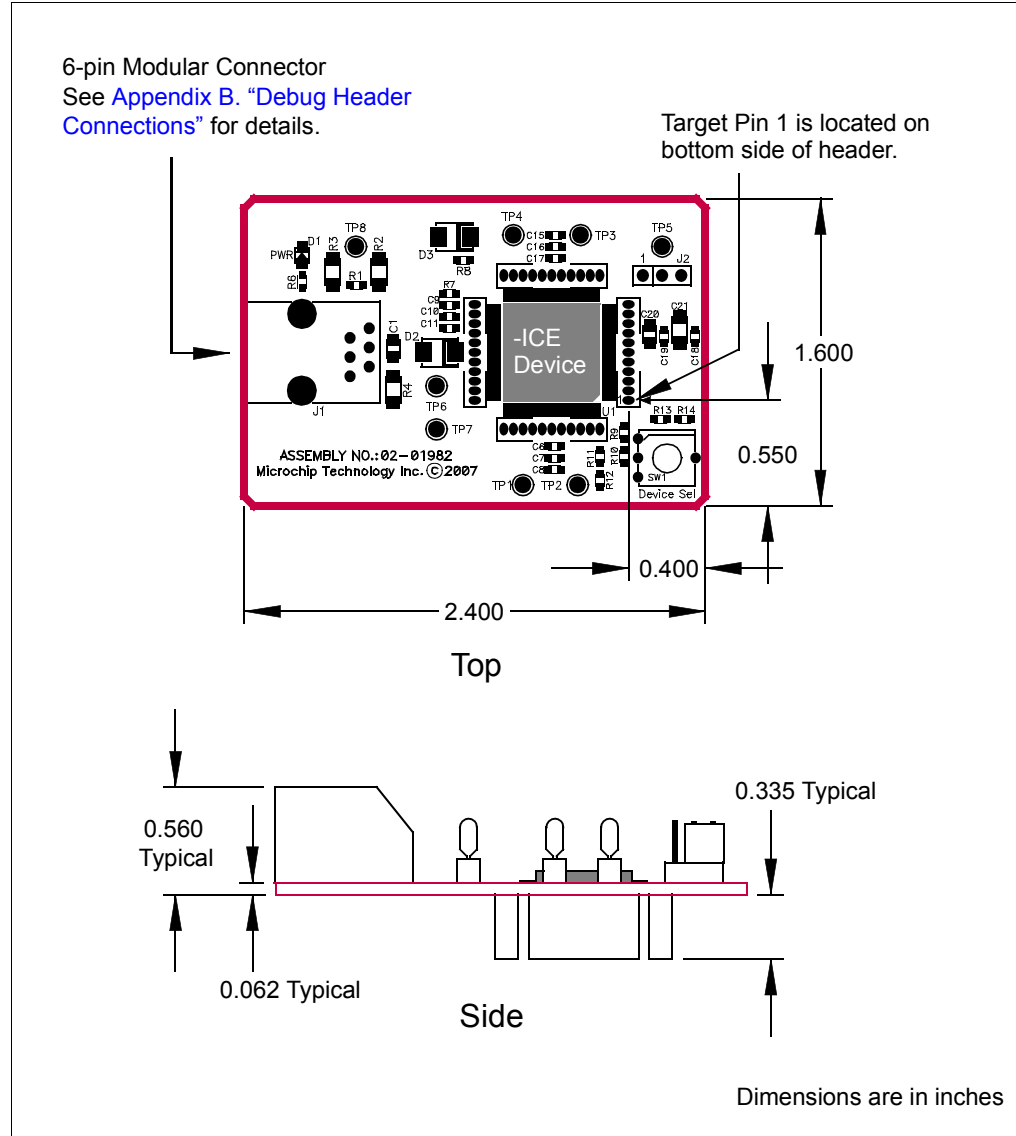 6-pin Modular Connector
See Appendix B. “Debug Header
Connections” for details.
Target Pin 1 is located on
bottom side of header.
TP8
D1
PWR
R3
R2
R1
R6
D3
R8
TP4
TP3
C15
C16
C17
TP5
1
J2
R7
C9
C10
C11
C1
D2
R4
J1
TP6
TP7
-ICE
Device
C20
C21
C19
C18
1
U1
1.600
0.550
R13
R14
R9
R10
R11
R12
C6
C7
C8
TP1
TP2
SW1
Device Sel
ASSEMBLY NO.:02-01982
Microchip Technology Inc. ©2007
0.400
2.400
Top
0.560
Typical
0.335 Typical
0.062 Typical
Side
Dimensions are in inches